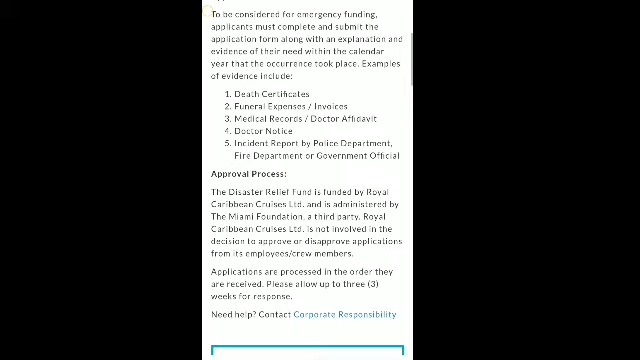 To be considered for emergency funding,
applicants must complete and submit the
application form along with an explanation and
evidence of their need within the calendar
year that the occurrence took place. Examples
of evidence include:
1. Death Certificates
2. Funeral Expenses / Invoices
3. Medical Records / Doctor Affidavit
4. Doctor Notice
5. Incident Report by Police Department,
Fire Department or Government Official
Approval Process:
The Disaster Relief Fund is funded by Royal
Caribbean Cruises Ltd. and is administered by
The Miami Foundation, a third party. Royal
Caribbean Cruises Ltd. is not involved in the
decision to approve or disapprove applications
from its employees/crew members.
Applications are processed in the order they
are received. Please allow up to three (3)
weeks for response.
Need help? Contact Corporate Responsibility